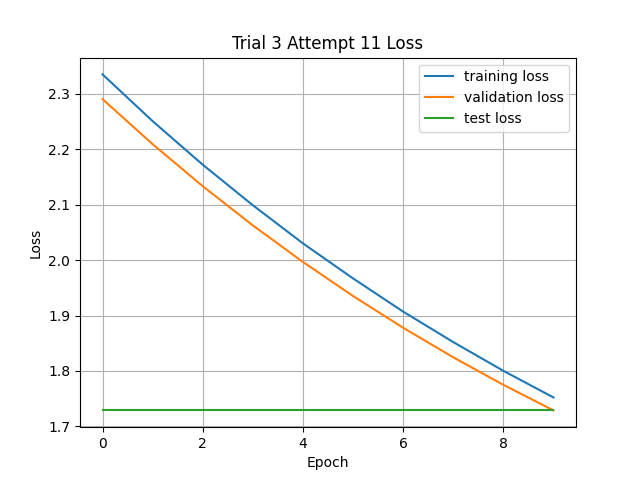 Trial 3 Attempt 11 Loss
training loss
validation loss
test loss
2.3
2.2
2.1
2.0
1.9
1.8
1.7
Loss
0 2 4 6 8
Epoch